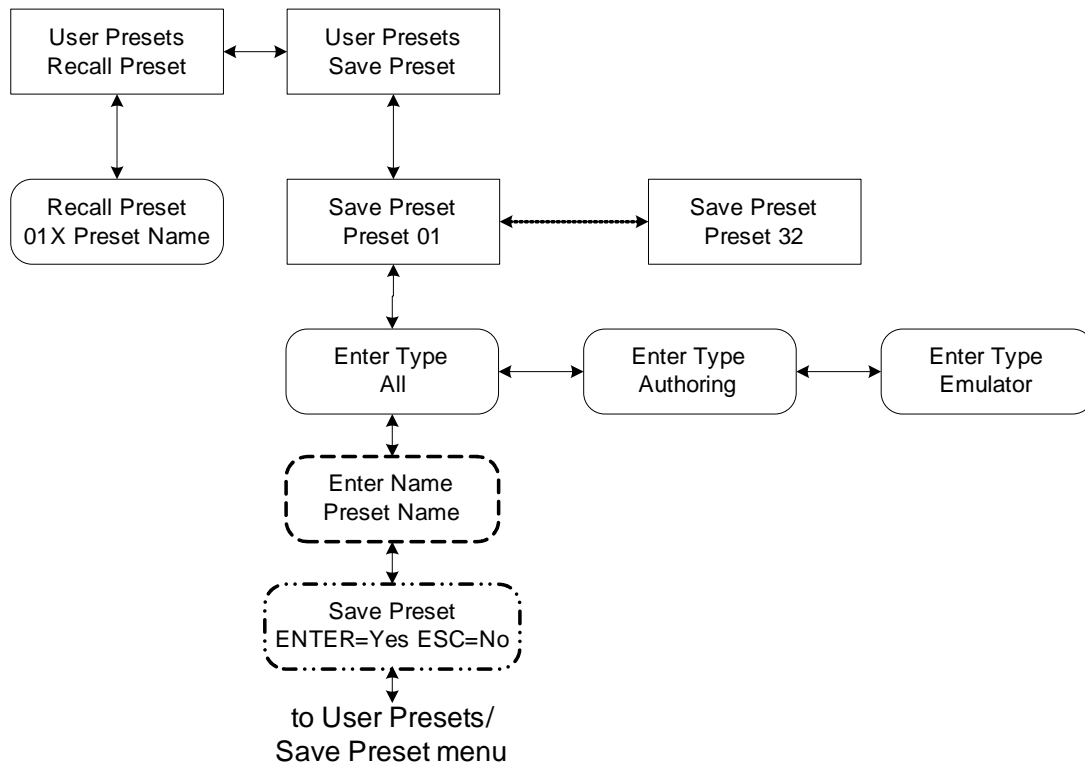 User Presets
Recall Preset
User Presets
Save Preset
Recall Preset
01X Preset Name
Save Preset
Preset 01
Save Preset
Preset 32
Enter Type
All
Enter Type
Authoring
Enter Type
Emulator
Enter Name
Preset Name
Save Preset
ENTER=Yes ESC=No
to User Presets/
Save Preset menu